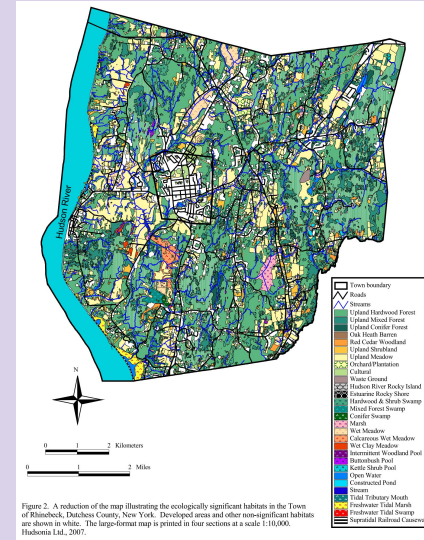 Hudson River
Town boundary
Roads
Streams
Upland Hardwood Forest
Upland Mixed Forest
Upland Conifer Forest
Oak Heath Barren
Red Cedar Woodland
Upland Shrubland
Upland Meadow
Orchard/Plantation
Cultural
Waste Ground
Hudson River Rocky Island
Estuarine Rocky Shore
Hardwood & Shrub Swamp
Mixed Forest Swamp
Conifer Swamp
Marsh
Wet Meadow
Calcareous Wet Meadow
Wet Clay Meadow
Intermittent Woodland Pool
Buttonbush Pool
Kettle Shrub Pool
Open Water
Constructed Pond
Stream
Tidal Tributary Mouth
Freshwater Tidal Marsh
Freshwater Tidal Swamp
Supratidal Railroad Causeway
N
0 1 2 Kilometers
0 1 2 Miles
Figure 2. A reduction of the map illustrating the ecologically significant habitats in the Town
of Rhinebeck, Dutchess County, New York. Developed areas and other non-significant habitats
are shown in white. The large-format map is printed in four sections at a scale 1:10,000.
Hudsonia Ltd., 2007.